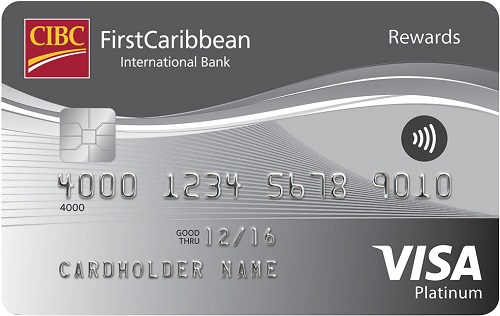 CIBC FirstCaribbean
International Bank
Rewards
4000 1234 5678 9010
4000
GOOD THRU 12/16
CARDHOLDER NAME
VISA
Platinum